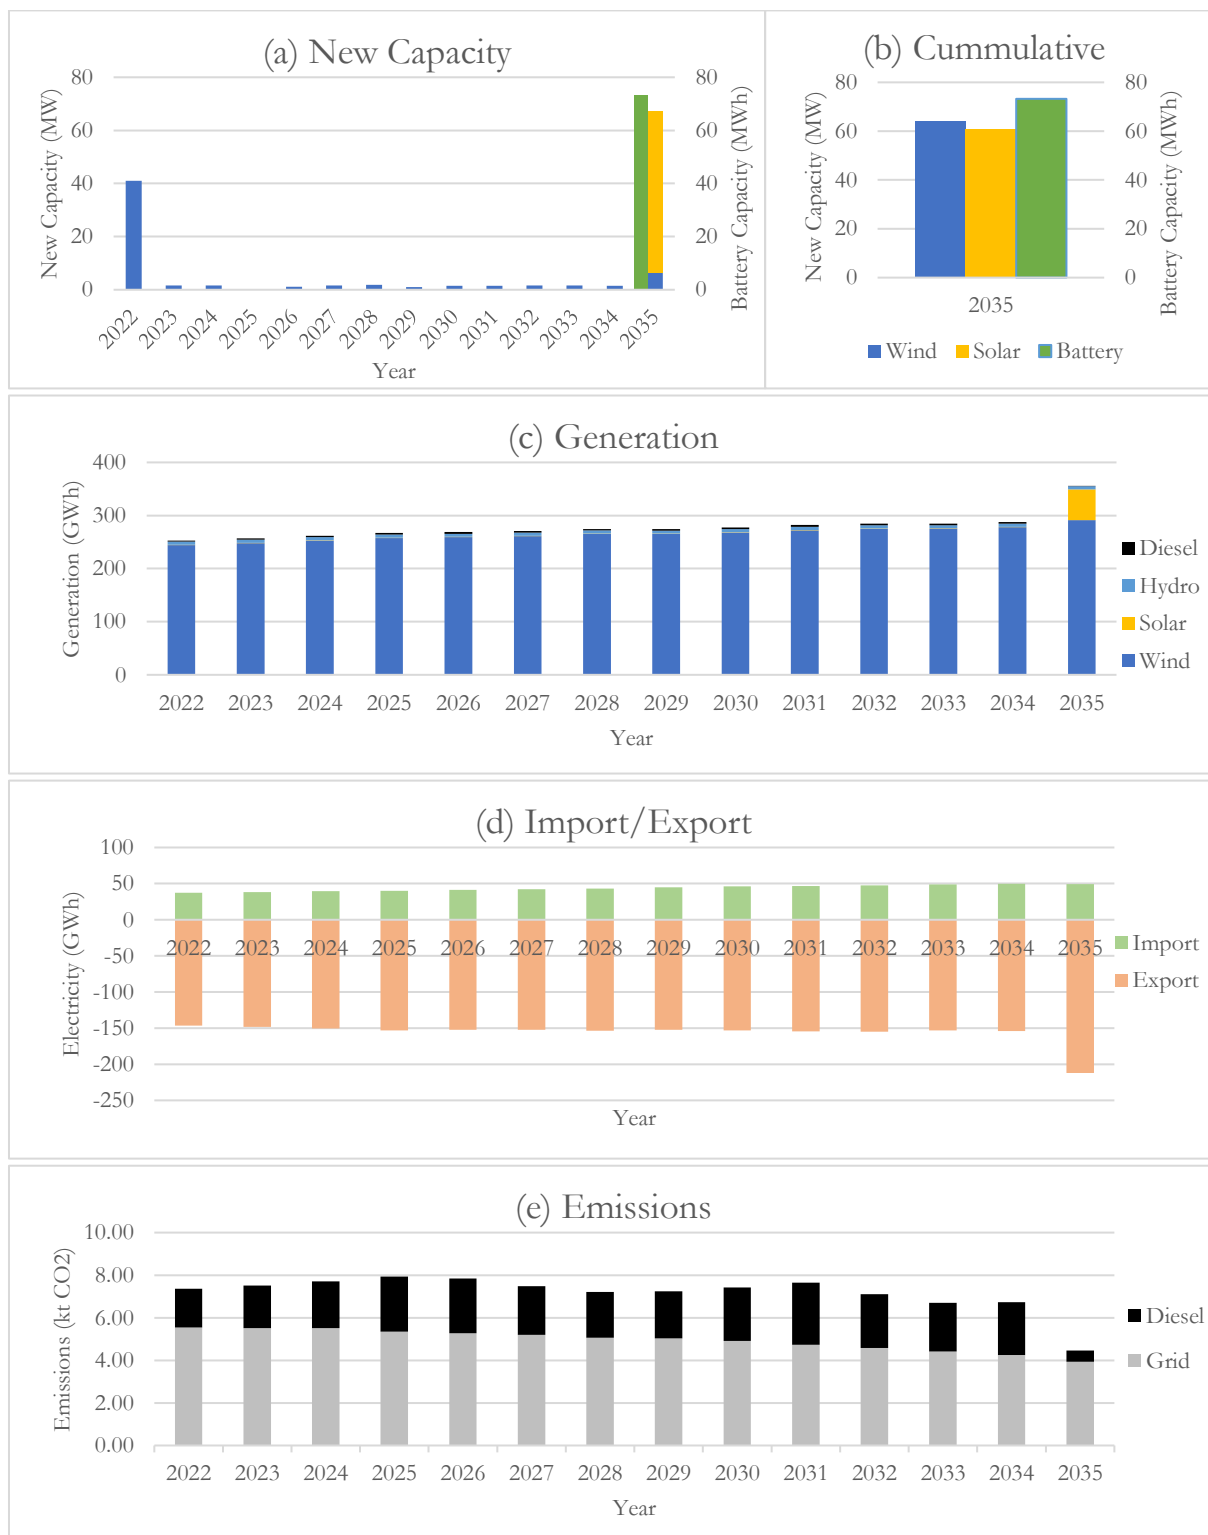 (a) New Capacity
New Capacity (MW)
80
60
40
20
0
80
60
40
20
0
Battery Capacity (MWh)
2022 2023 2024 2025 2026 2027 2028 2029 2030 2031 2032 2033 2034 2035
Year
(b) Cummulative
New Capacity (MW)
80
60
40
20
0
80
60
40
20
0
Battery Capacity (MWh)
2035
Wind Solar Battery
(c) Generation
Generation (GWh)
400
300
200
100
0
2022 2023 2024 2025 2026 2027 2028 2029 2030 2031 2032 2033 2034 2035
Year
Diesel
Hydro
Solar
Wind
(d) Import/Export
Electricity (GWh)
100
50
0
-50
-100
-150
-200
-250
2022 2023 2024 2025 2026 2027 2028 2029 2030 2031 2032 2033 2034 2035
Year
Import
Export
(e) Emissions
Emissions (kt CO2)
10.00
8.00
6.00
4.00
2.00
0.00
2022 2023 2024 2025 2026 2027 2028 2029 2030 2031 2032 2033 2034 2035
Year
Diesel
Grid